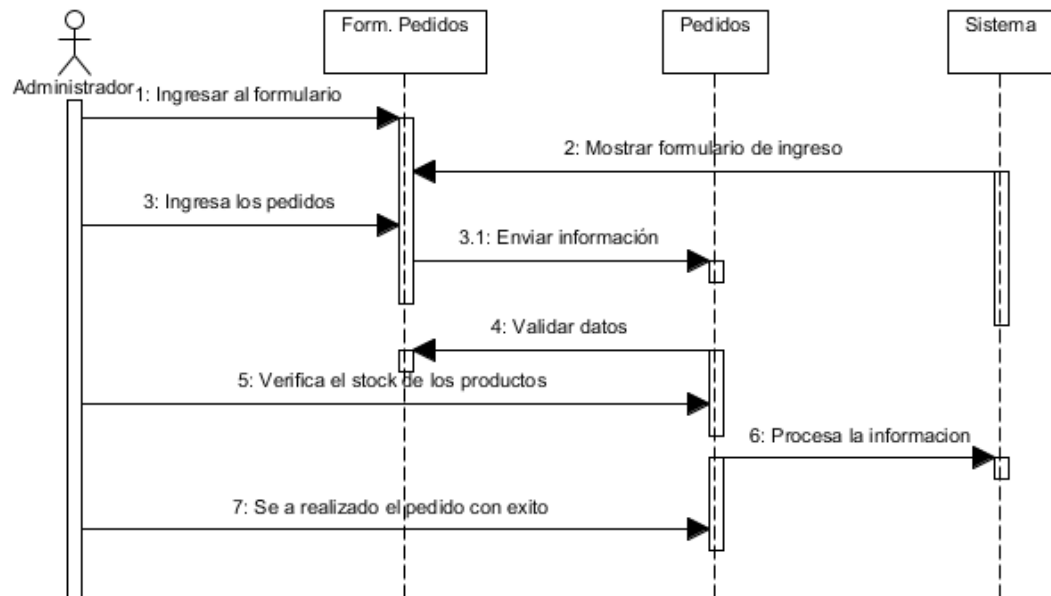 Form. Pedidos
Pedidos
Sistema
Administrador
1: Ingresar al formulario
2: Mostrar formulario de ingreso
3: Ingresa los pedidos
3.1: Enviar información
4: Validar datos
5: Verifica el stock de los productos
6: Procesa la informacion
7: Se a realizado el pedido con exito